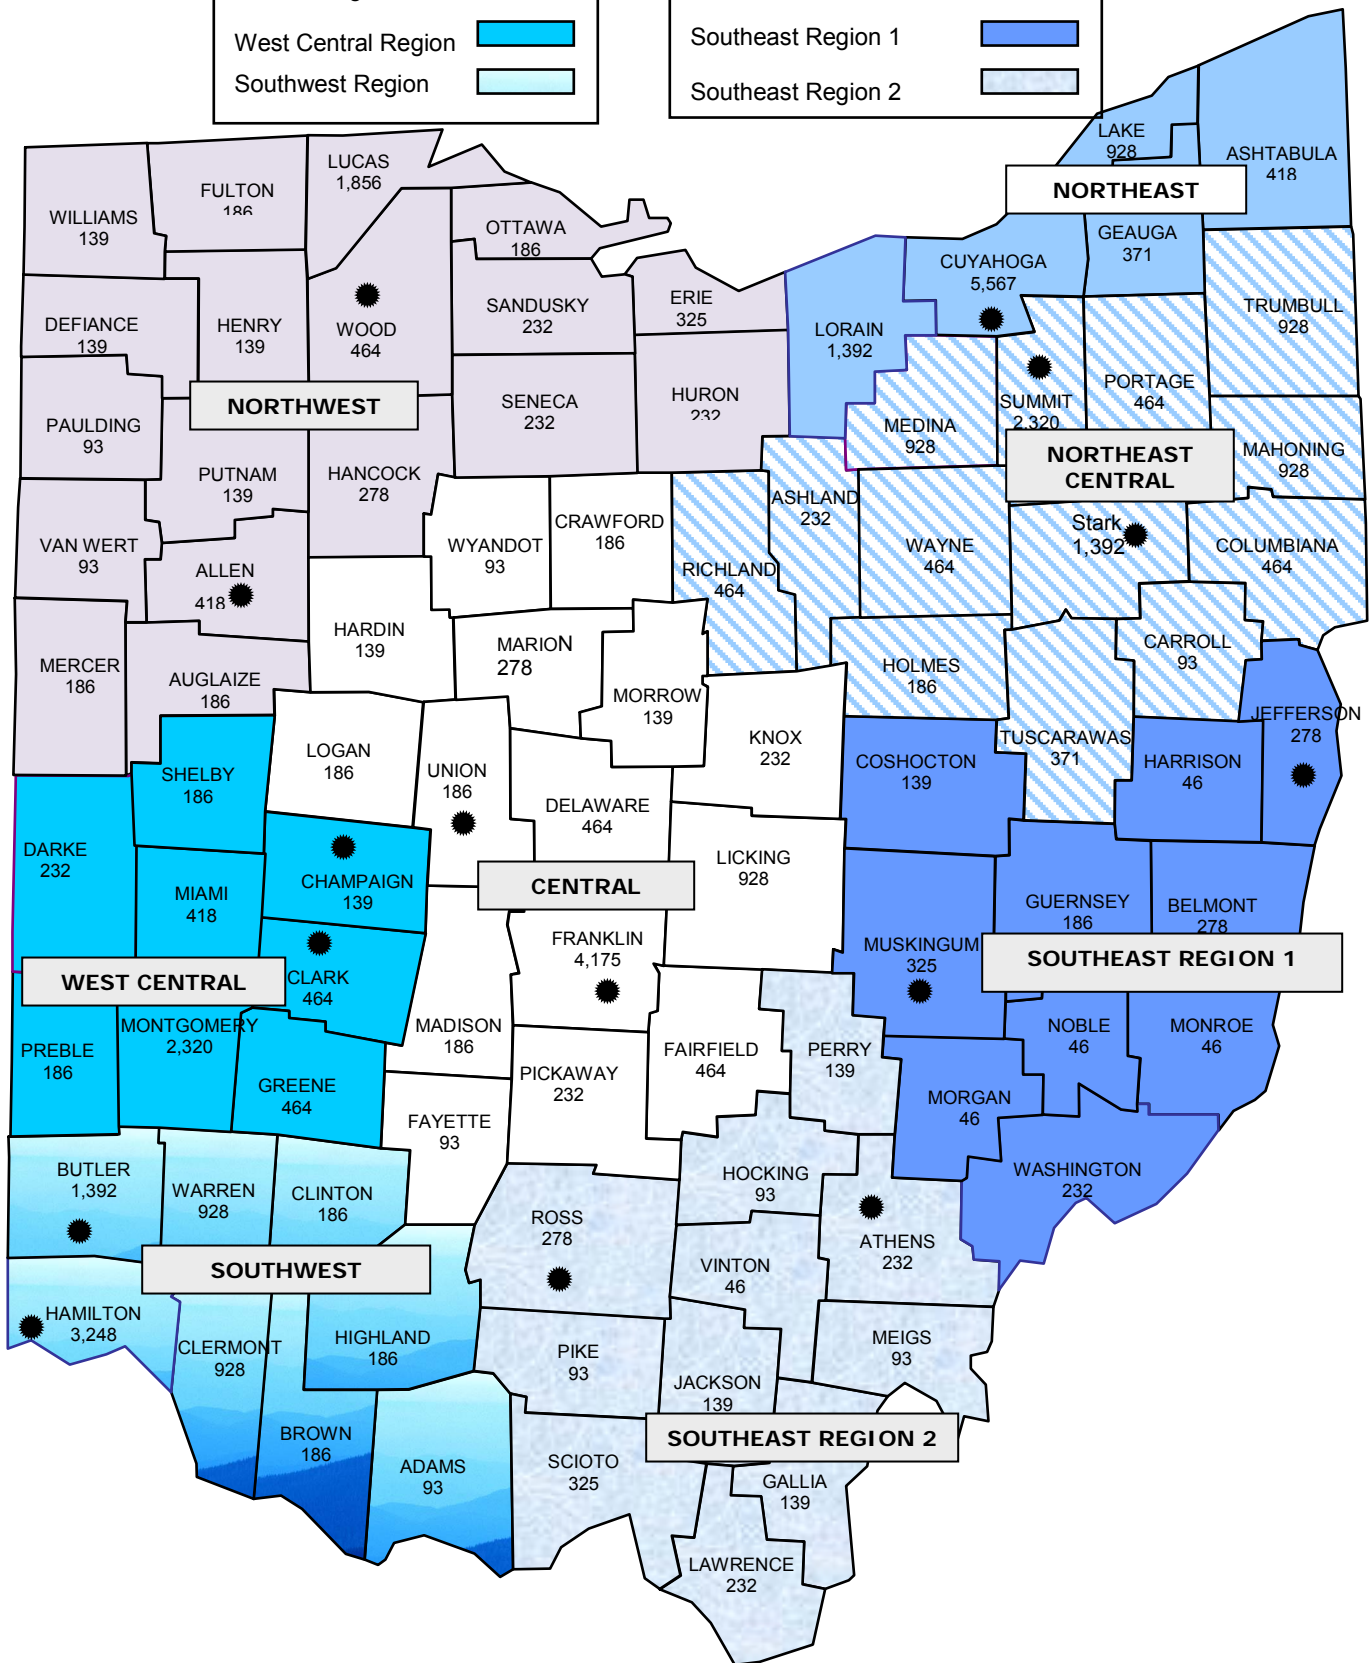 West Central Region
Southwest Region
Southeast Region 1
Southeast Region 2
LAKE
928
ASHTABULA
418
NORTHEAST
GEAUGA
371
CUYAHOGA
5,567
LORAIN
1,392
LUCAS
1,856
FULTON
186
WILLIAMS
139
OTTAWA
186
DEFIANCE
139
HENRY
139
WOOD
464
SANDUSKY
232
ERIE
325
NORTHWEST
PAULDING
93
SENECA
232
HURON
232
PUTNAM
139
HANCOCK
278
VAN WERT
93
ALLEN
418
MERCER
186
AUGLAIZE
186
TRUMBULL
928
PORTAGE
464
SUMMIT
2,320
MEDINA
928
NORTHEAST
CENTRAL
MAHONING
928
ASHLAND
232
RICHLAND
464
WAYNE
464
Stark
1,392
COLUMBIANA
464
HOLMES
186
CARROLL
93
TUSCARAWAS
371
WYANDOT
93
CRAWFORD
186
HARDIN
139
MARION
278
MORROW
139
LOGAN
186
UNION
186
KNOX
232
DELAWARE
464
LICKING
928
CENTRAL
FRANKLIN
4,175
MADISON
186
PICKAWAY
232
FAIRFIELD
464
FAYETTE
93
SHELBY
186
DARKE
232
MIAMI
418
CHAMPAIGN
139
WEST CENTRAL
CLARK
464
MONTGOMERY
2,320
PREBLE
186
GREENE
464
JEFFERSON
278
COSHOCTON
139
HARRISON
46
GUERNSEY
186
BELMONT
278
MUSKINGUM
325
SOUTHEAST REGION 1
NOBLE
46
MONROE
46
MORGAN
46
WASHINGTON
232
BUTLER
1,392
WARREN
928
CLINTON
186
SOUTHWEST
HAMILTON
3,248
CLERMONT
928
HIGHLAND
186
BROWN
186
ADAMS
93
PERRY
139
HOCKING
93
ROSS
278
VINTON
46
ATHENS
232
PIKE
93
JACKSON
139
MEIGS
93
SOUTHEAST REGION 2
SCIOTO
325
GALLIA
139
LAWRENCE
232